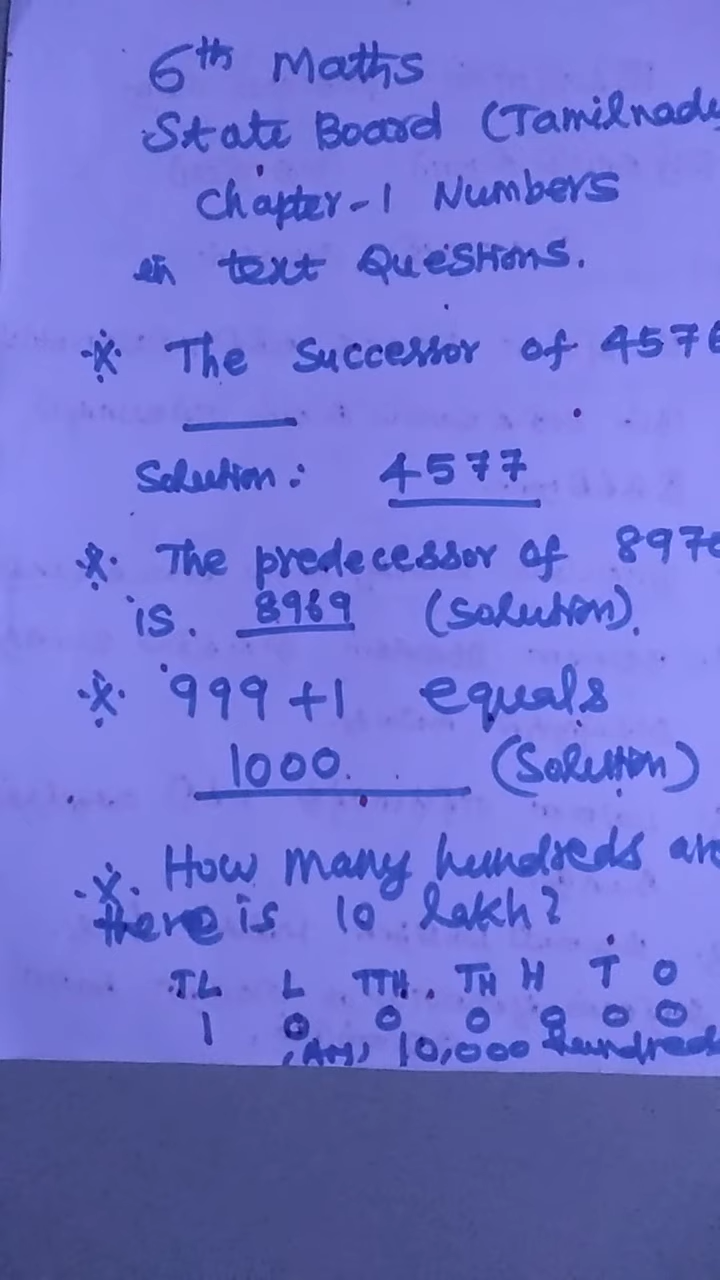 6th Maths
State Board (Tamilnadu
Chapter-1 Numbers
in text Questions.
The Successor of 4576
Solution: 4577
The predecessor of 8970
is. 8969 (Solution).
999 +1 equals
1000. (Solution)
How many hundreds are
there is 10 lakh?
TL L TTH. TH H T O
1 0 0 0 0 0 0
Ans, 10,000 hundreds